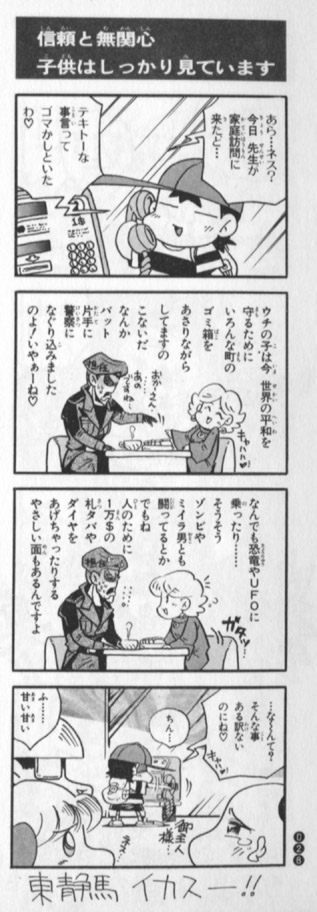 信頼と無関心
子供はしっかり見ています
あら…ネス?
今日 先生が
家庭訪問に
来たど…
テキトーな
事言って
ゴマかしといた
わ♡
ウチの子は今 世界の平和を
守るために
いろんな町の
ゴミ箱を
あさりながら
してますの
こないだ
なんか
バット
片手に
警察に
なぐり込みました
のよ!いやぁーね♡
おかーさん…
あの…
ですね…
担任
なんでも恐竜やUFOに
乗ったり……
そうそう
ゾンビや
ミイラ男とも
闘ってるとか
でもね
人のために
1万$の
札タバや
ダイヤを
あげちゃったりする
やさしい面もあるんですよ
ガタッ…
担任
…な〜んて?
そんな事
ある訳ない
のにね♡
キャハ♡
ちん…
御主人
様…
ふ……
甘い甘い
028
東静馬 イカスー!!